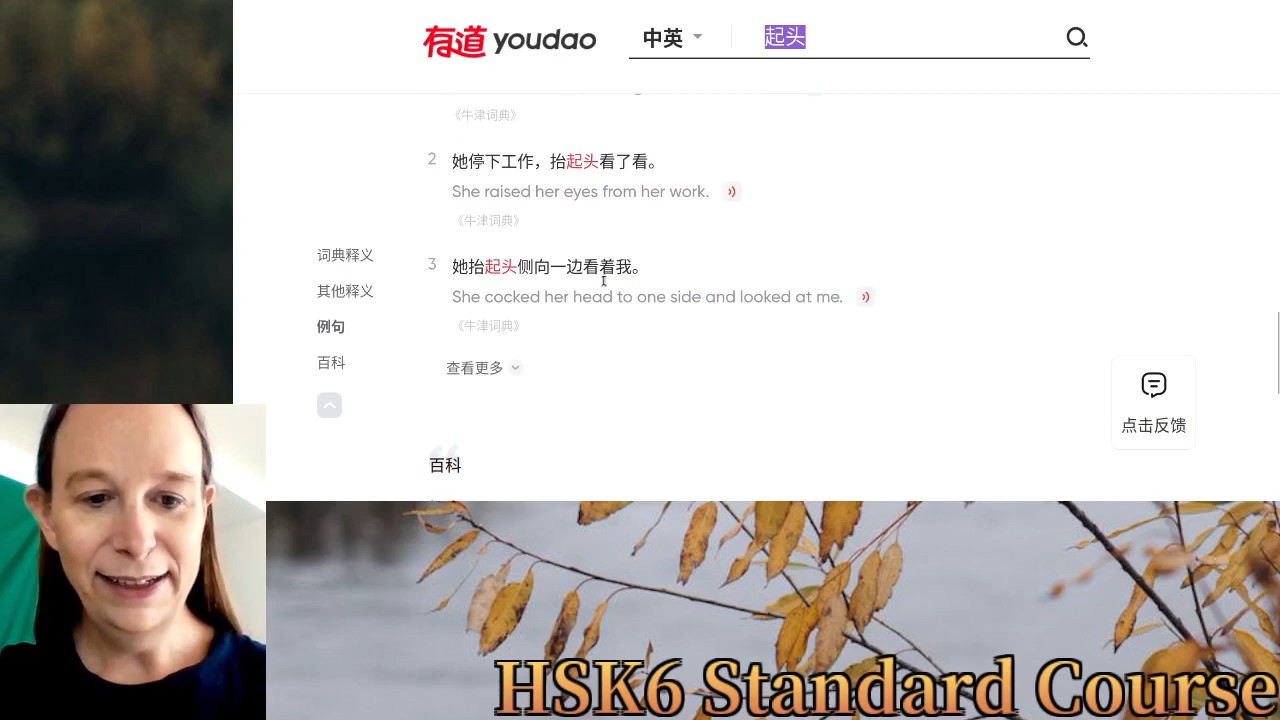 有道 youdao
中英
起头
《牛津词典》
2
她停下工作，抬起头看了看。
She raised her eyes from her work.
《牛津词典》
3
她抬起头侧向一边看着我。
She cocked her head to one side and looked at me.
《牛津词典》
查看更多
词典释义
其他释义
例句
百科
点击反馈
百科
HSK6 Standard Course